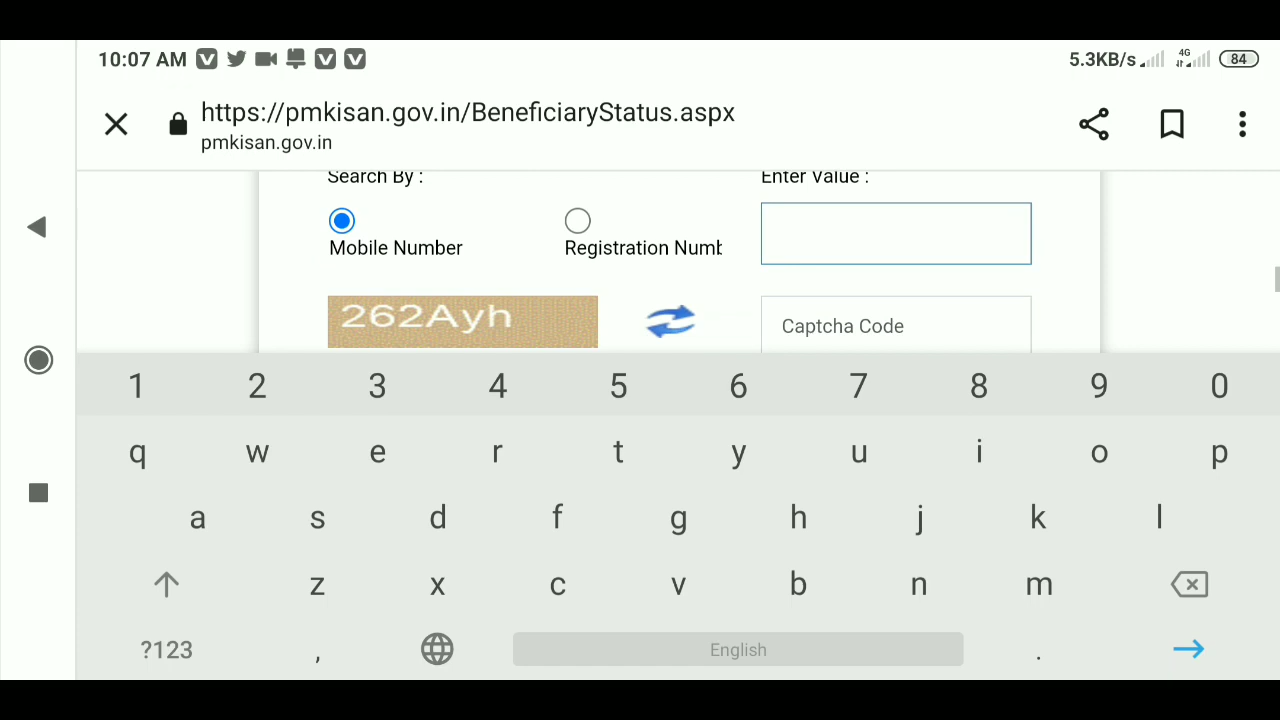 10:07 AM 5.3KB/s 4G 84
https://pmkisan.gov.in/BeneficiaryStatus.aspx
pmkisan.gov.in
Search By : Enter Value :
Mobile Number Registration Numb
262Ayh Captcha Code
1 2 3 4 5 6 7 8 9 0
q w e r t y u i o p
a s d f g h j k l
z x c v b n m
?123 , English .